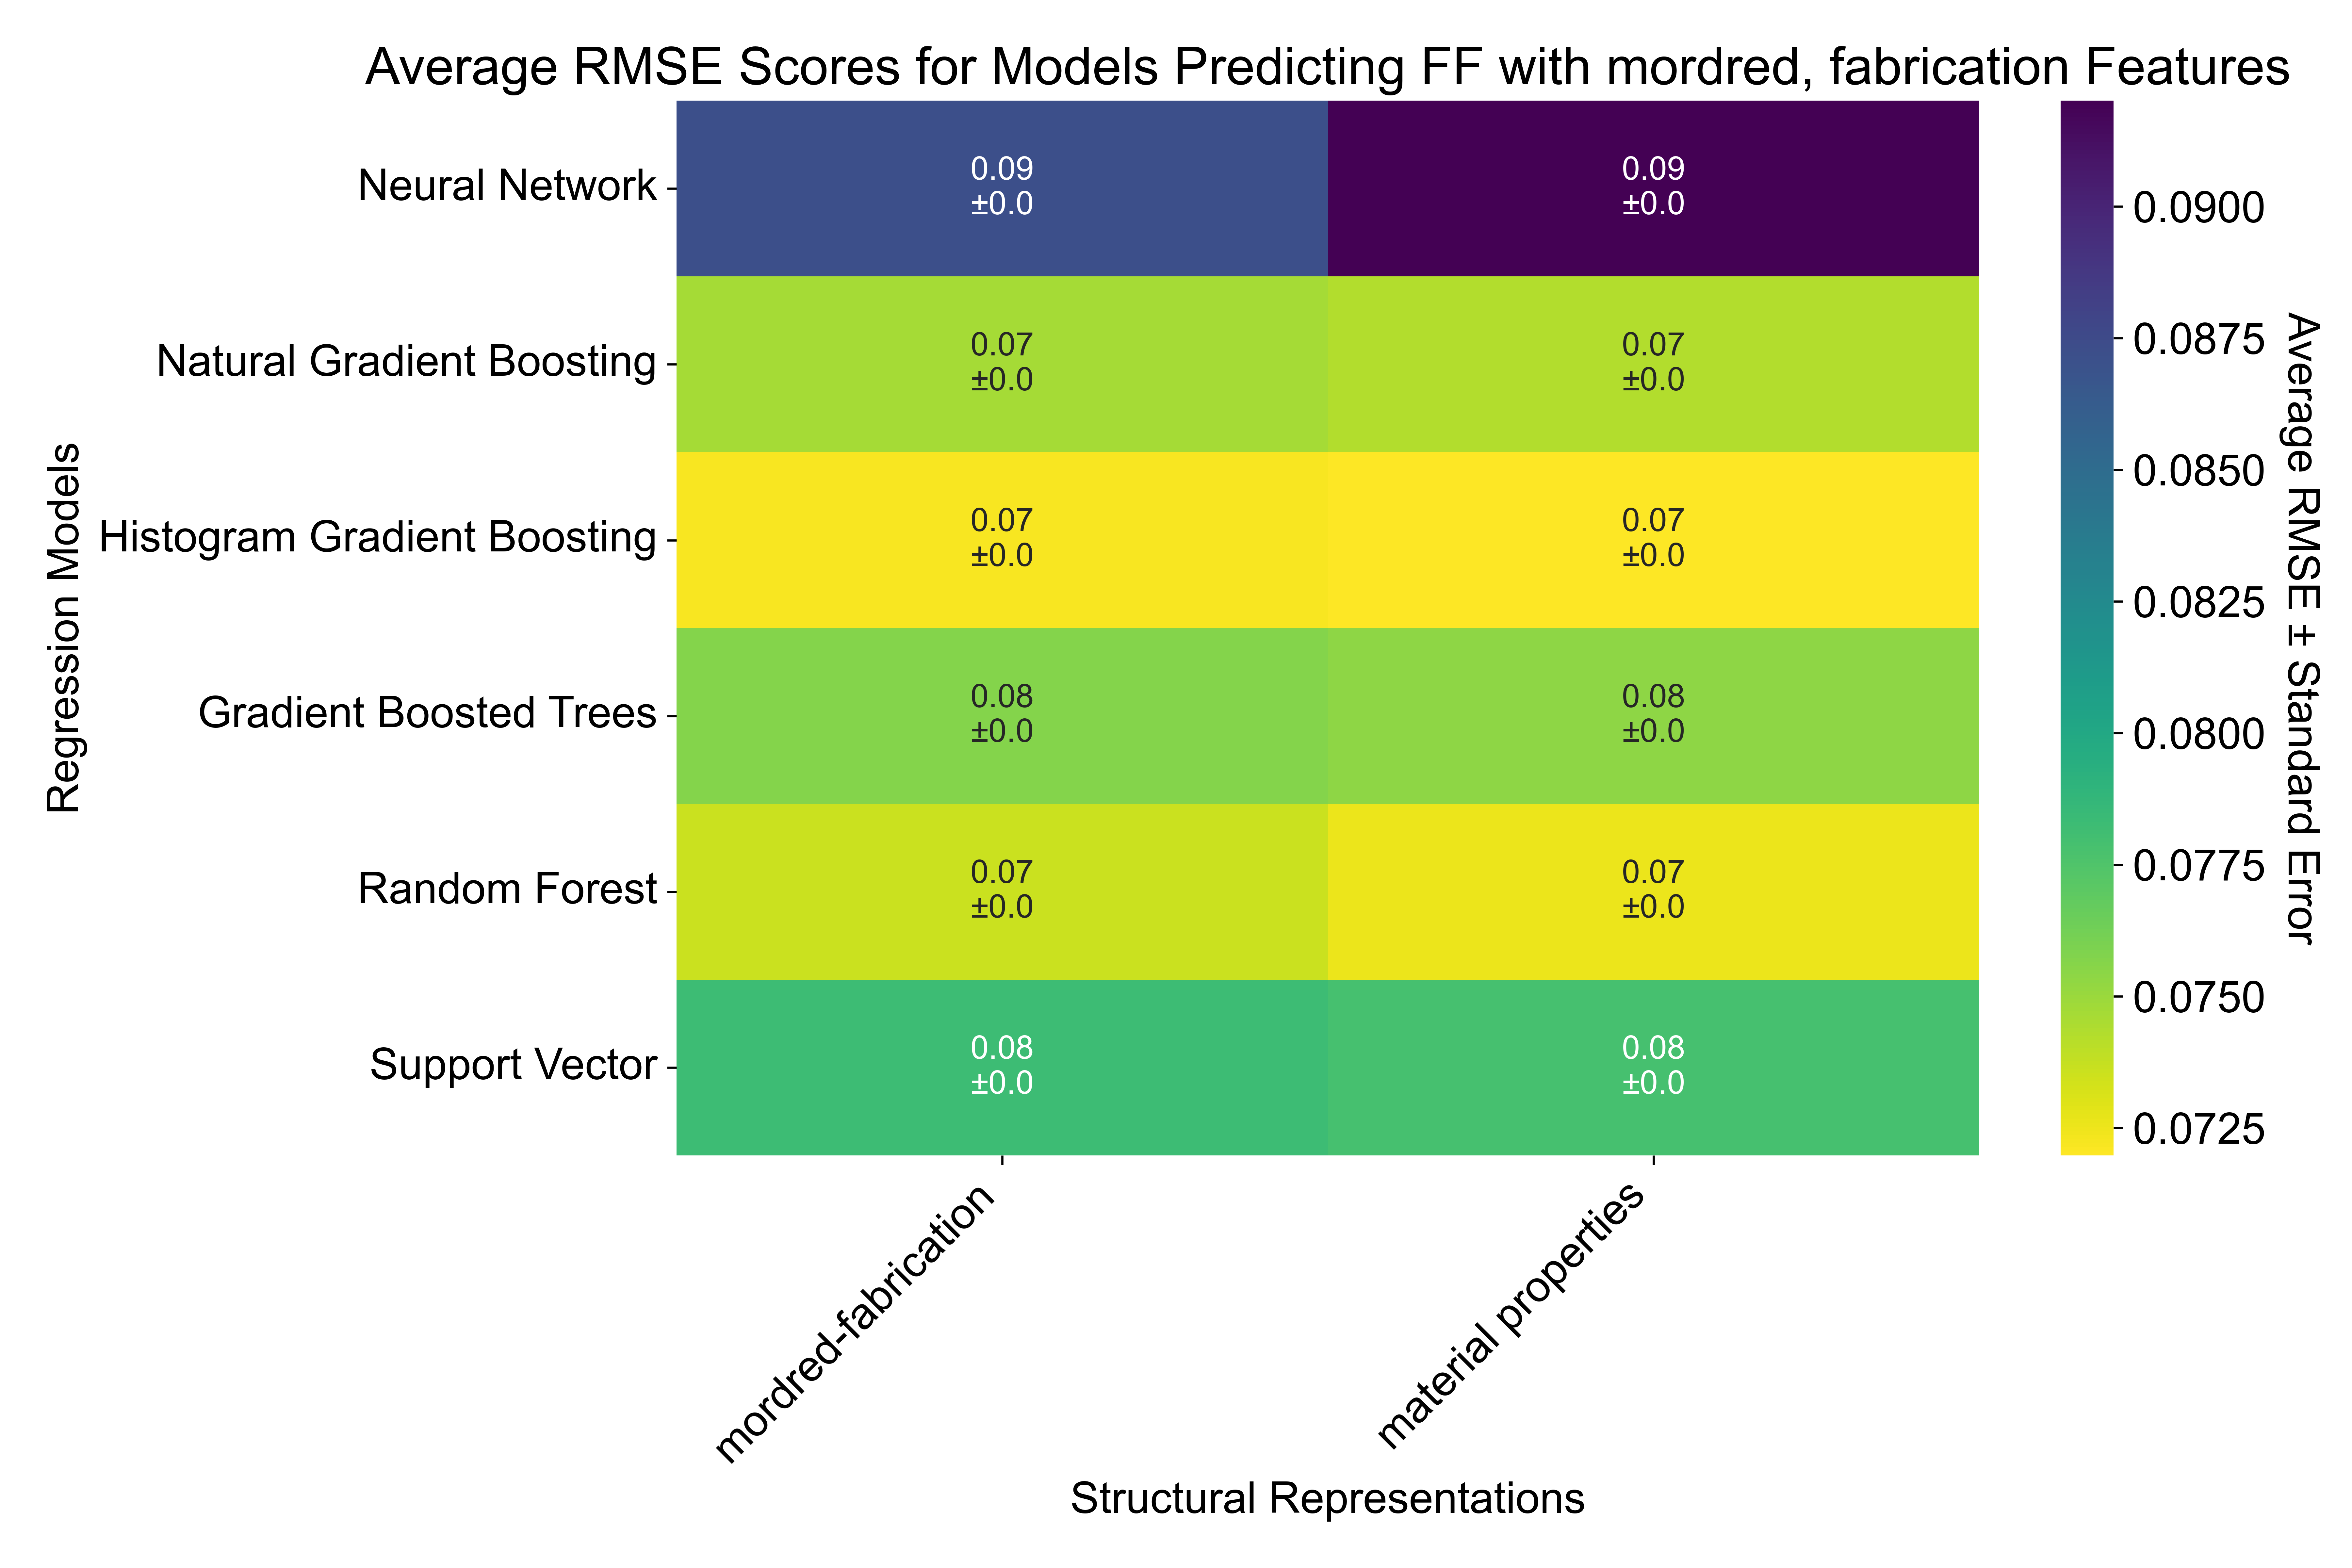 Average RMSE Scores for Models Predicting FF with mordred, fabrication Features
Regression Models
Neural Network
0.09
±0.0
0.09
±0.0
Natural Gradient Boosting
0.07
±0.0
0.07
±0.0
Histogram Gradient Boosting
0.07
±0.0
0.07
±0.0
Gradient Boosted Trees
0.08
±0.0
0.08
±0.0
Random Forest
0.07
±0.0
0.07
±0.0
Support Vector
0.08
±0.0
0.08
±0.0
mordred-fabrication
material properties
Structural Representations
0.0900
0.0875
0.0850
0.0825
0.0800
0.0775
0.0750
0.0725
Average RMSE ± Standard Error